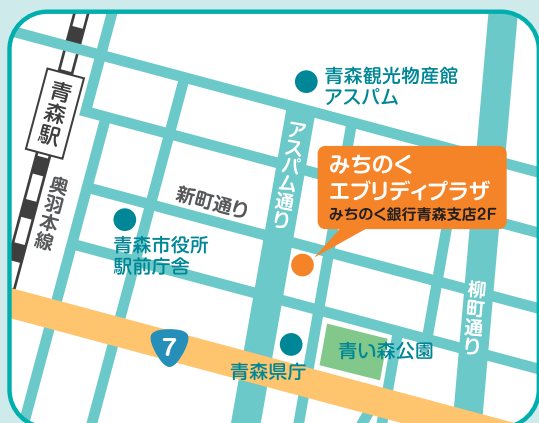 青森観光物産館
アスパム
青森駅
アスパム通り
みちのく
エブリディプラザ
みちのく銀行青森支店2F
新町通り
奥羽本線
青森市役所
駅前庁舎
柳町通り
7
青い森公園
青森県庁